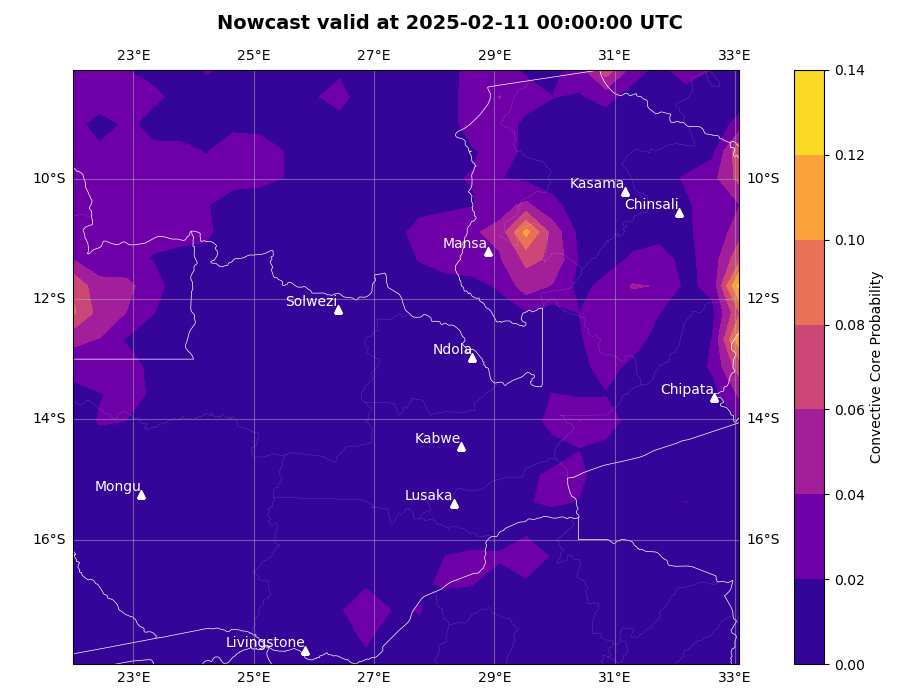 Nowcast valid at 2025-02-11 00:00:00 UTC
23°E 25°E 27°E 29°E 31°E 33°E
0.14
0.12
10°S 10°S
Kasama
Chinsali
0.10
Mansa
12°S 12°S
Solwezi
0.08
Ndola
Chipata
0.06
14°S 14°S
Kabwe
Mongu
Lusaka
0.04
16°S 16°S
0.02
Livingstone
0.00
23°E 25°E 27°E 29°E 31°E 33°E
Convective Core Probability